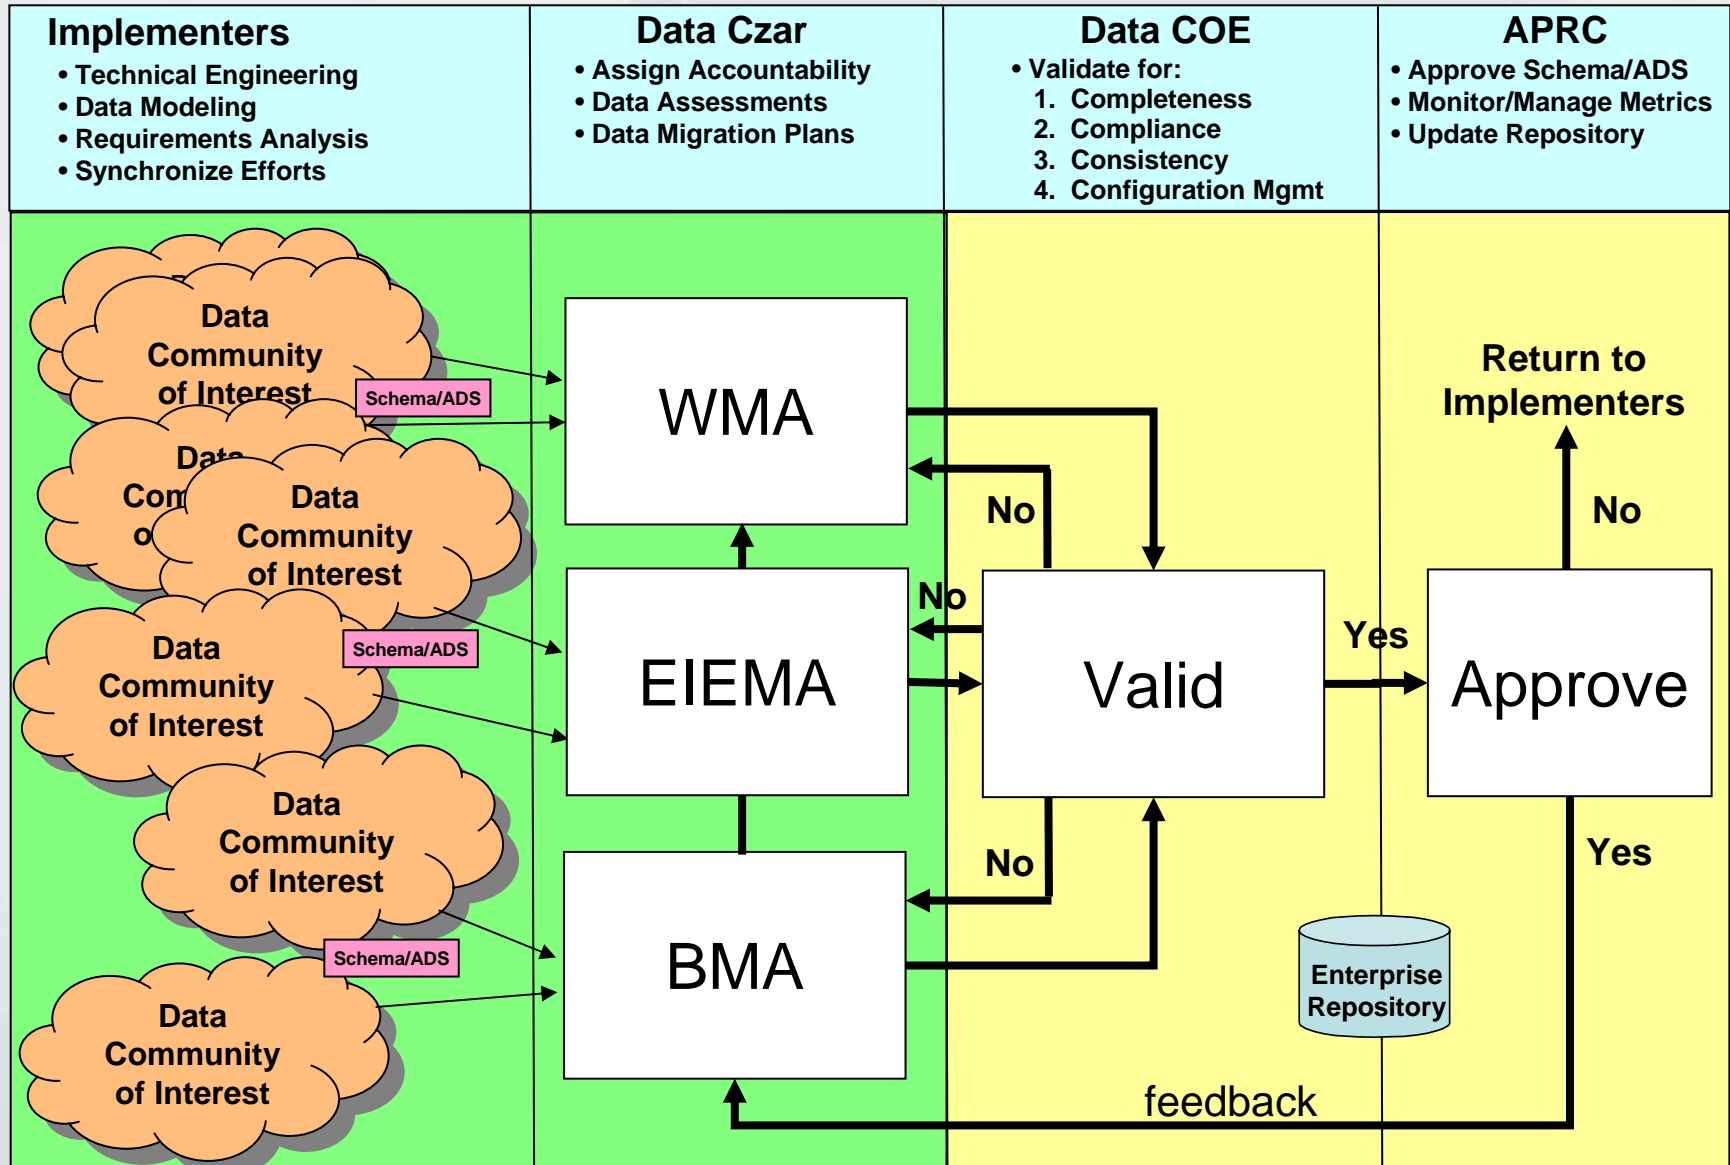 Implementers
• Technical Engineering
• Data Modeling
• Requirements Analysis
• Synchronize Efforts
Data Czar
• Assign Accountability
• Data Assessments
• Data Migration Plans
Data COE
• Validate for:
1. Completeness
2. Compliance
3. Consistency
4. Configuration Mgmt
APRC
• Approve Schema/ADS
• Monitor/Manage Metrics
• Update Repository
Data
Community
of Interest
Schema/ADS
Data
Data
Community
of Interest
Schema/ADS
Data
Community
of Interest
Data
Community
of Interest
Schema/ADS
Data
Community
of Interest
WMA
EIEMA
BMA
No
No
No
Valid
Yes
Return to
Implementers
No
Approve
Yes
Enterprise
Repository
feedback